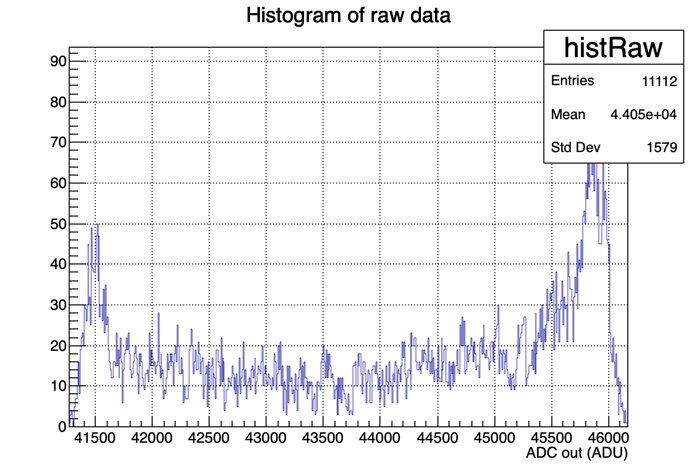 Histogram of raw data
histRaw
Entries 11112
Mean 4.405e+04
Std Dev 1579
90
80
70
60
50
40
30
20
10
0
41500 42000 42500 43000 43500 44000 44500 45000 45500 46000
ADC out (ADU)